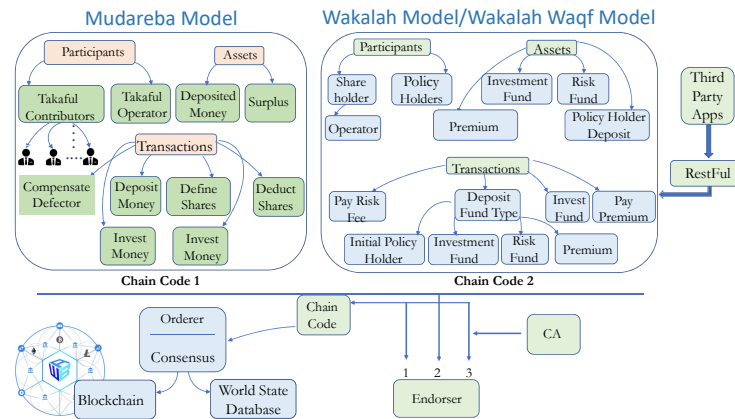 Mudareba Model
Wakalah Model/Wakalah Waqf Model
Participants
Assets
Takaful
Contributors
Takaful
Operator
Deposited
Money
Surplus
Transactions
Compensate
Defector
Deposit
Money
Define
Shares
Deduct
Shares
Invest
Money
Invest
Money
Chain Code 1
Participants
Assets
Share
holder
Policy
Holders
Investment
Fund
Risk
Fund
Operator
Premium
Policy Holder
Deposit
Transactions
Pay Risk
Fee
Deposit
Fund Type
Invest
Fund
Pay
Premium
Initial Policy
Holder
Investment
Fund
Risk
Fund
Premium
Chain Code 2
Third
Party
Apps
RestFul
Orderer
Consensus
Chain
Code
CA
1
2
3
Blockchain
World State
Database
Endorser